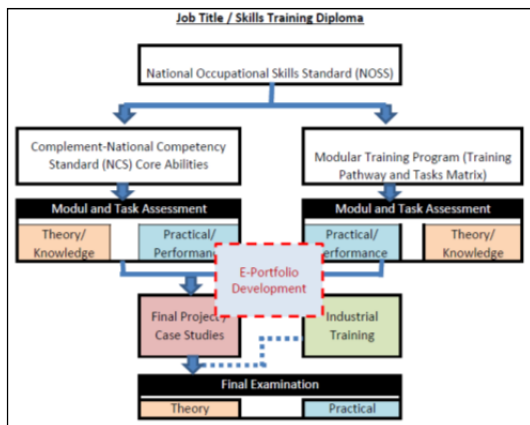 Job Title / Skills Training Diploma
National Occupational Skills Standard (NOSS)
Complement-National Competency
Standard (NCS) Core Abilities
Modular Training Program (Training
Pathway and Tasks Matrix)
Modul and Task Assessment
Theory/
Knowledge
Practical/
Performanc
Modul and Task Assessment
Practical/
erformance
Theory/
Knowledge
E-Portfolio
Development
Final Project
Case Studies
Industrial
Training
Final Examination
Theory
Practical